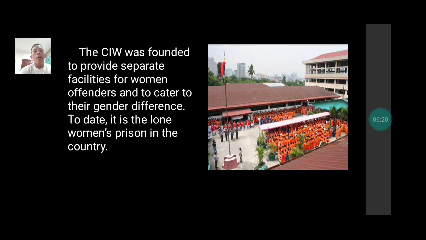 The CIW was founded
to provide separate
facilities for women
offenders and to cater to
their gender difference.
To date, it is the lone
women's prison in the
country.
06:20